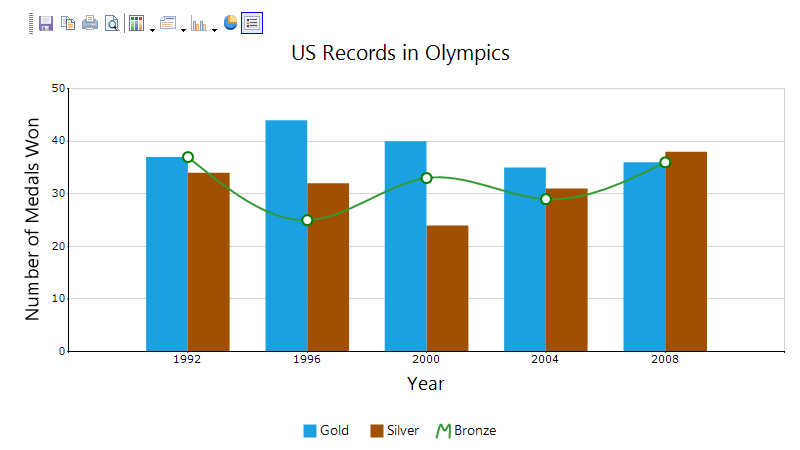 US Records in Olympics
Number of Medals Won
50
40
30
20
10
0
1992 1996 2000 2004 2008
Year
Gold Silver Bronze